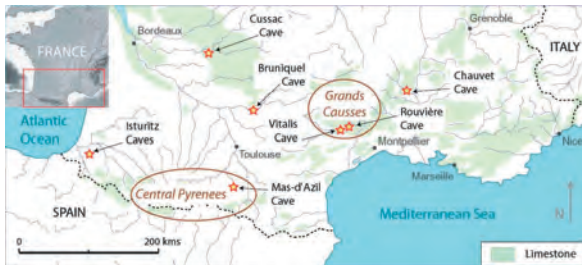 FRANCE
Bordeaux
Cussac
Cave
Grenoble
ITALY
Bruniquel
Cave
Grands
Causses
Chauvet
Cave
Atlantic
Ocean
Isturitz
Caves
Vitalis
Cave
Rouvière
Cave
Toulouse
Montpellier
Nice
Marseille
Central Pyrenees
Mas-d'Azil
Cave
SPAIN
Mediterranean Sea
N
0
200 kms
Limestone